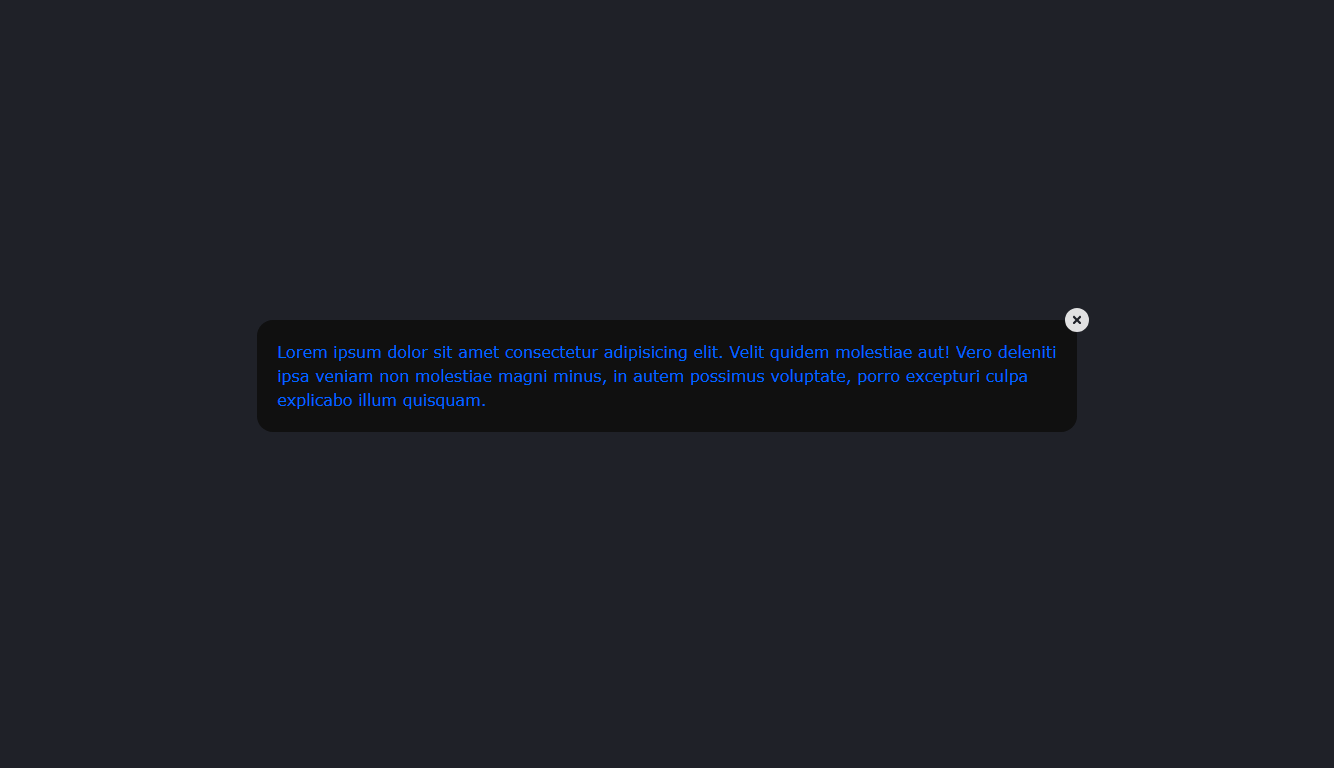 Lorem ipsum dolor sit amet consectetur adipisicing elit. Velit quidem molestiae aut! Vero deleniti
ipsa veniam non molestiae magni minus, in autem possimus voluptate, porro excepturi culpa
explicabo illum quisquam.